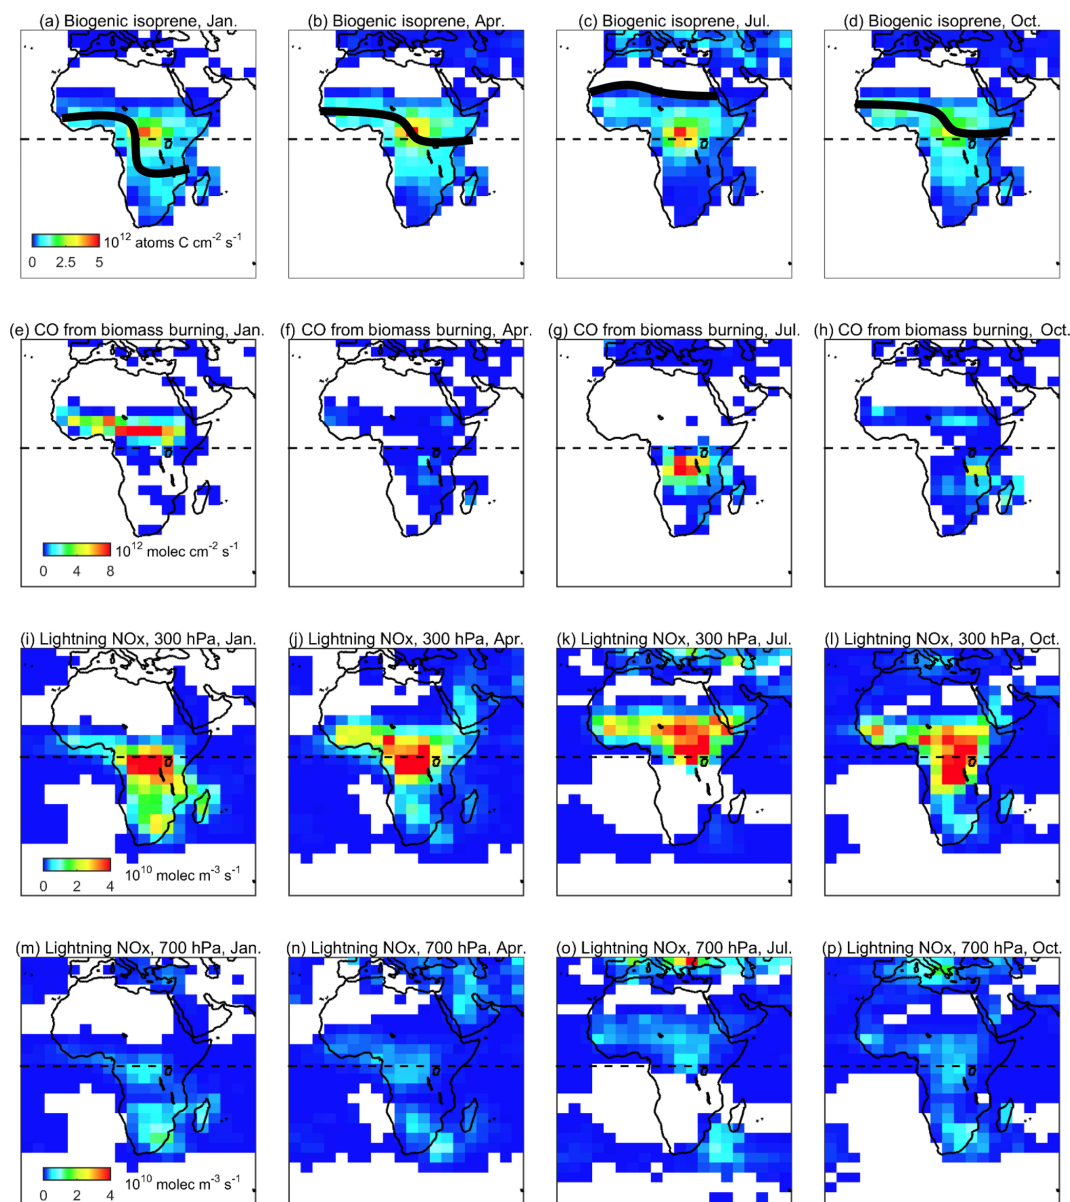 (a) Biogenic isoprene, Jan.
(b) Biogenic isoprene, Apr.
(c) Biogenic isoprene, Jul.
(d) Biogenic isoprene, Oct.
10^12 atoms C cm^-2 s^-1
0 2.5 5
(e) CO from biomass burning, Jan.
(f) CO from biomass burning, Apr.
(g) CO from biomass burning, Jul.
(h) CO from biomass burning, Oct.
10^12 molec cm^-2 s^-1
0 4 8
(i) Lightning NOx, 300 hPa, Jan.
(j) Lightning NOx, 300 hPa, Apr.
(k) Lightning NOx, 300 hPa, Jul.
(l) Lightning NOx, 300 hPa, Oct.
10^10 molec m^-3 s^-1
0 2 4
(m) Lightning NOx, 700 hPa, Jan.
(n) Lightning NOx, 700 hPa, Apr.
(o) Lightning NOx, 700 hPa, Jul.
(p) Lightning NOx, 700 hPa, Oct.
10^10 molec m^-3 s^-1
0 2 4